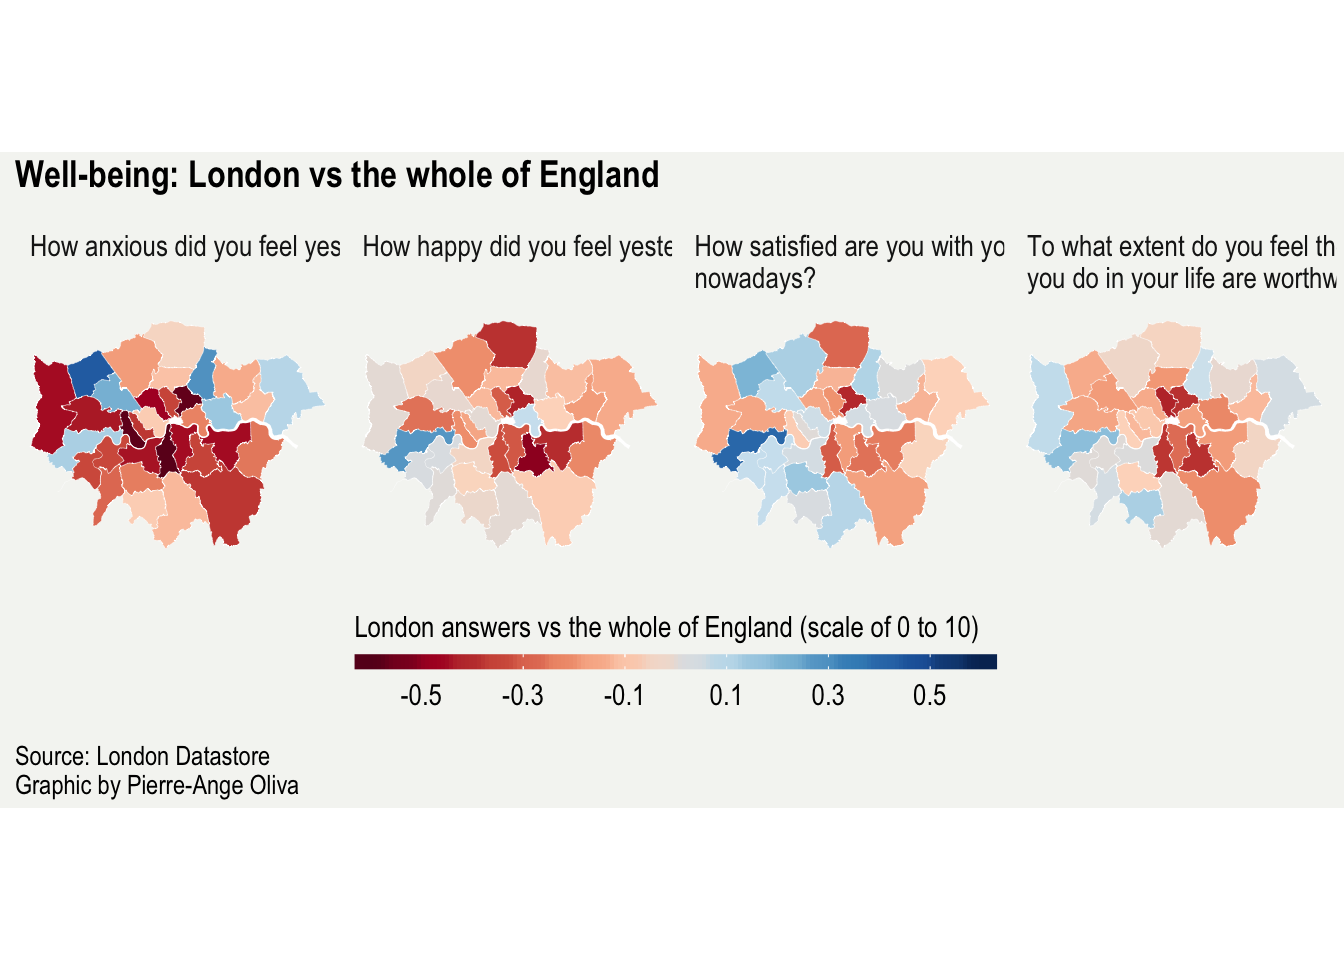 Well-being: London vs the whole of England
How anxious did you feel yes
How happy did you feel yeste
How satisfied are you with yo
nowadays?
To what extent do you feel th
you do in your life are worthw
London answers vs the whole of England (scale of 0 to 10)
-0.5 -0.3 -0.1 0.1 0.3 0.5
Source: London Datastore
Graphic by Pierre-Ange Oliva